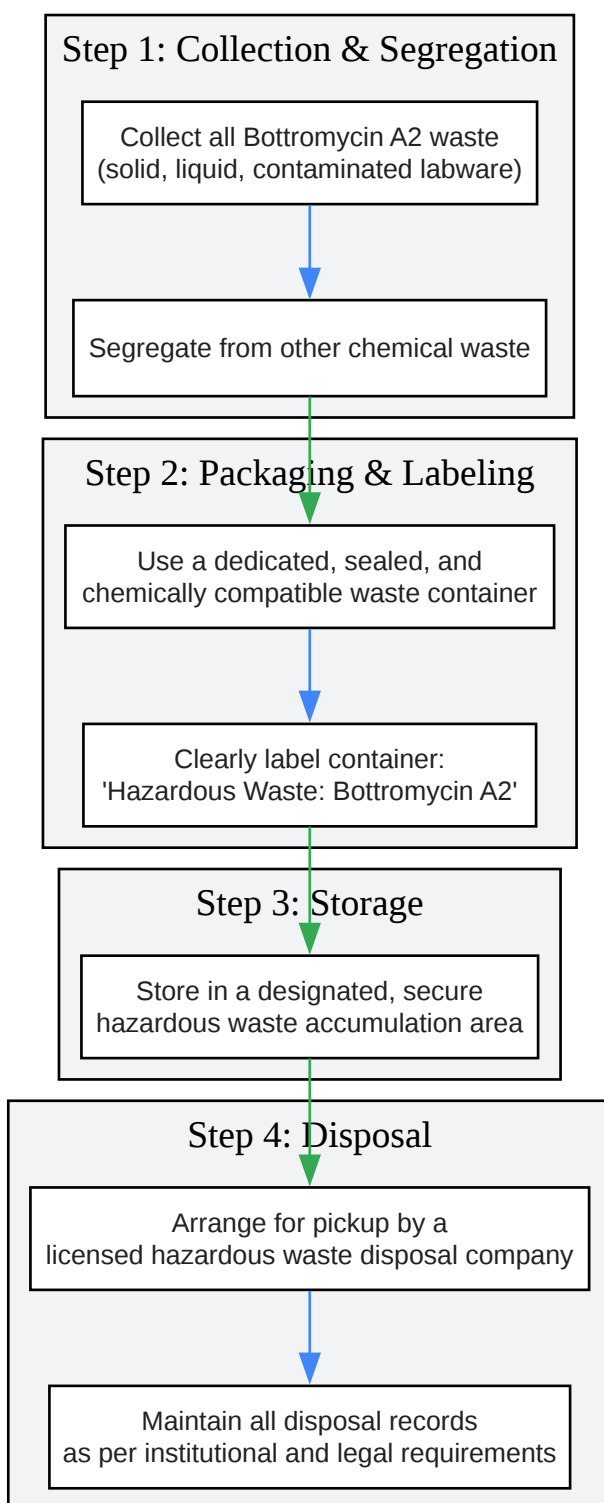 Step 1: Collection & Segregation
Collect all Bottromycin A2 waste
(solid, liquid, contaminated labware)
Segregate from other chemical waste
Step 2: Packaging & Labeling
Use a dedicated, sealed, and
chemically compatible waste container
Clearly label container:
'Hazardous Waste: Bottromycin A2'
Step 3: Storage
Store in a designated, secure
hazardous waste accumulation area
Step 4: Disposal
Arrange for pickup by a
licensed hazardous waste disposal company
Maintain all disposal records
as per institutional and legal requirements